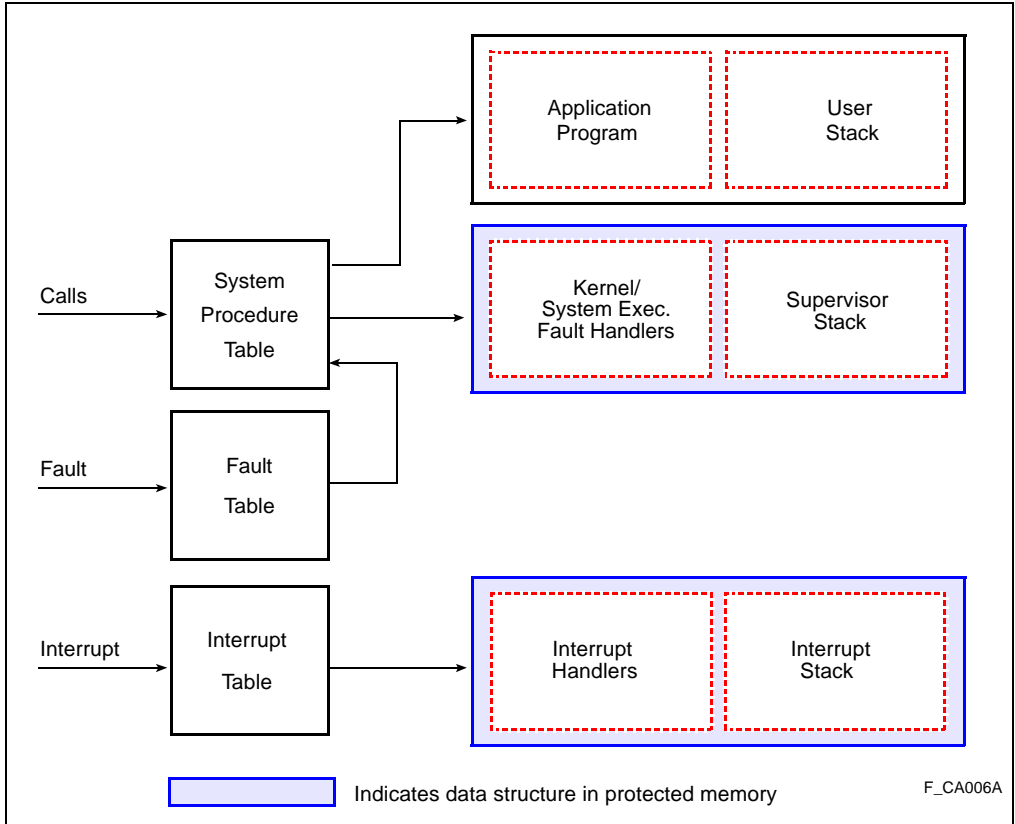 Application
Program
User
Stack
Calls
System
Procedure
Table
Kernel/
System Exec.
Fault Handlers
Supervisor
Stack
Fault
Fault
Table
Interrupt
Interrupt
Table
Interrupt
Handlers
Interrupt
Stack
Indicates data structure in protected memory
F_CA006A